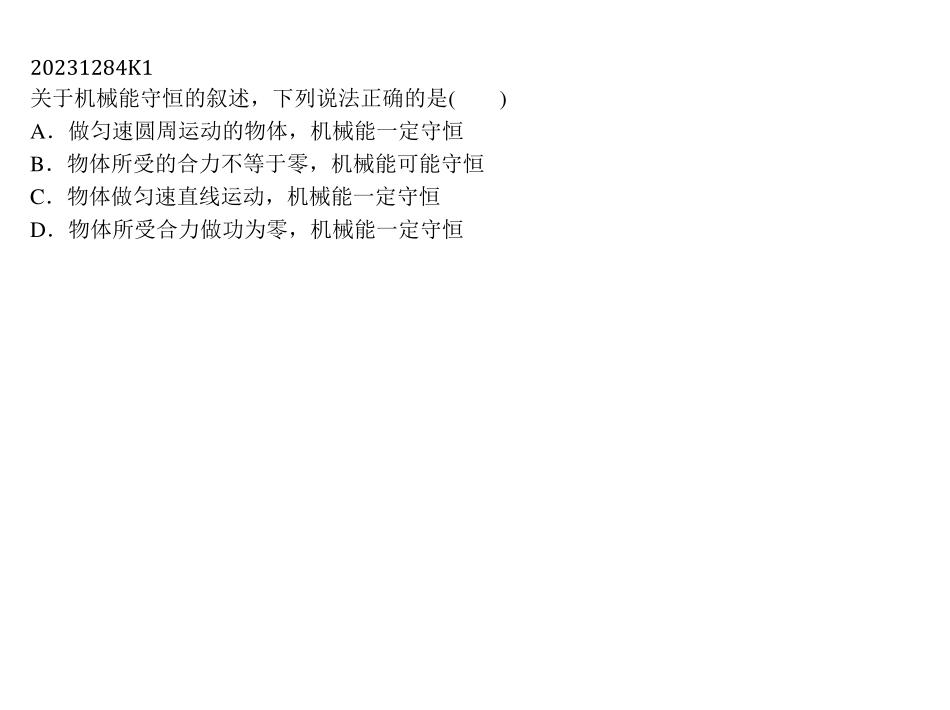 20231284K1
关于机械能守恒的叙述，下列说法正确的是(　　)
A．做匀速圆周运动的物体，机械能一定守恒
B．物体所受的合力不等于零，机械能可能守恒
C．物体做匀速直线运动，机械能一定守恒
D．物体所受合力做功为零，机械能一定守恒